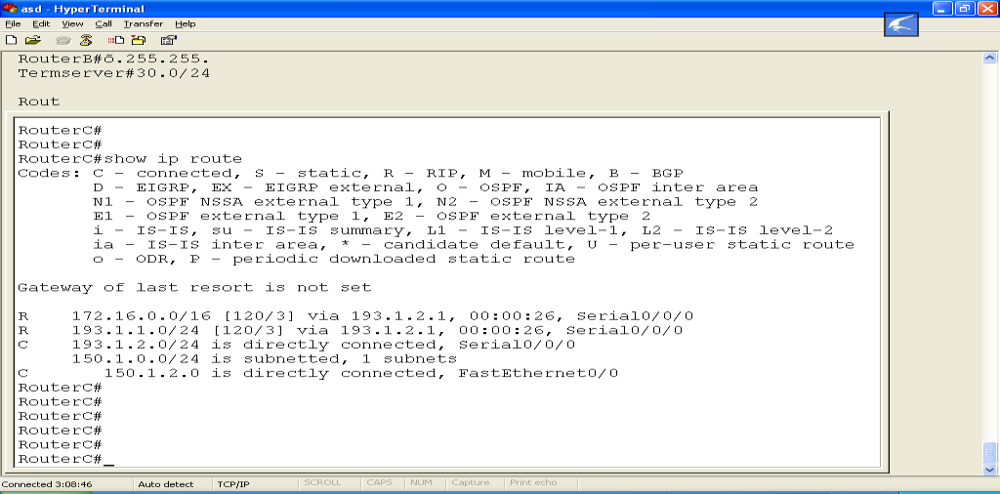 asd - HyperTerminal
File Edit View Call Transfer Help
RouterB#õ.255.255.
Termserver#30.0/24
Rout
RouterC#
RouterC#
RouterC#show ip route
Codes: C - connected, S - static, R - RIP, M - mobile, B - BGP
D - EIGRP, EX - EIGRP external, O - OSPF, IA - OSPF inter area
N1 - OSPF NSSA external type 1, N2 - OSPF NSSA external type 2
E1 - OSPF external type 1, E2 - OSPF external type 2
i - IS-IS, su - IS-IS summary, L1 - IS-IS level-1, L2 - IS-IS level-2
ia - IS-IS inter area, * - candidate default, U - per-user static route
o - ODR, P - periodic downloaded static route
Gateway of last resort is not set
R 172.16.0.0/16 [120/3] via 193.1.2.1, 00:00:26, Serial0/0/0
R 193.1.1.0/24 [120/3] via 193.1.2.1, 00:00:26, Serial0/0/0
C 193.1.2.0/24 is directly connected, Serial0/0/0
150.1.0.0/24 is subnetted, 1 subnets
C 150.1.2.0 is directly connected, FastEthernet0/0
RouterC#
RouterC#
RouterC#
RouterC#
RouterC#
RouterC#_
Connected 3:08:46 Auto detect TCP/IP SCROLL CAPS NUM Capture Print echo